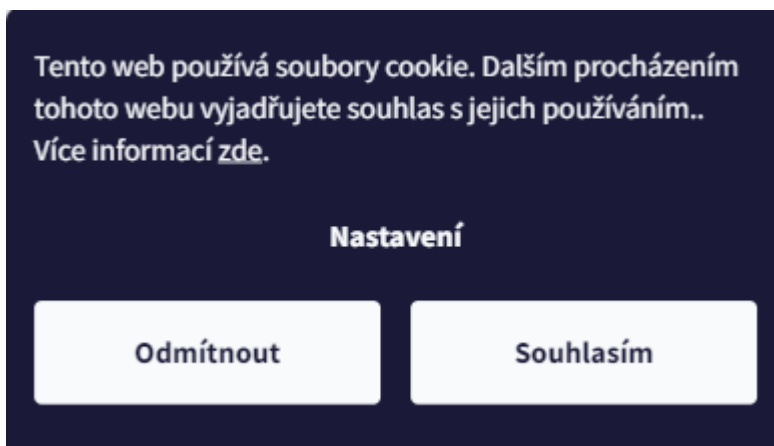 Tento web používá soubory cookie. Dalším procházením
tohoto webu vyjadřujete souhlas s jejich používáním..
Více informací zde.
Nastavení
Odmítnout
Souhlasím